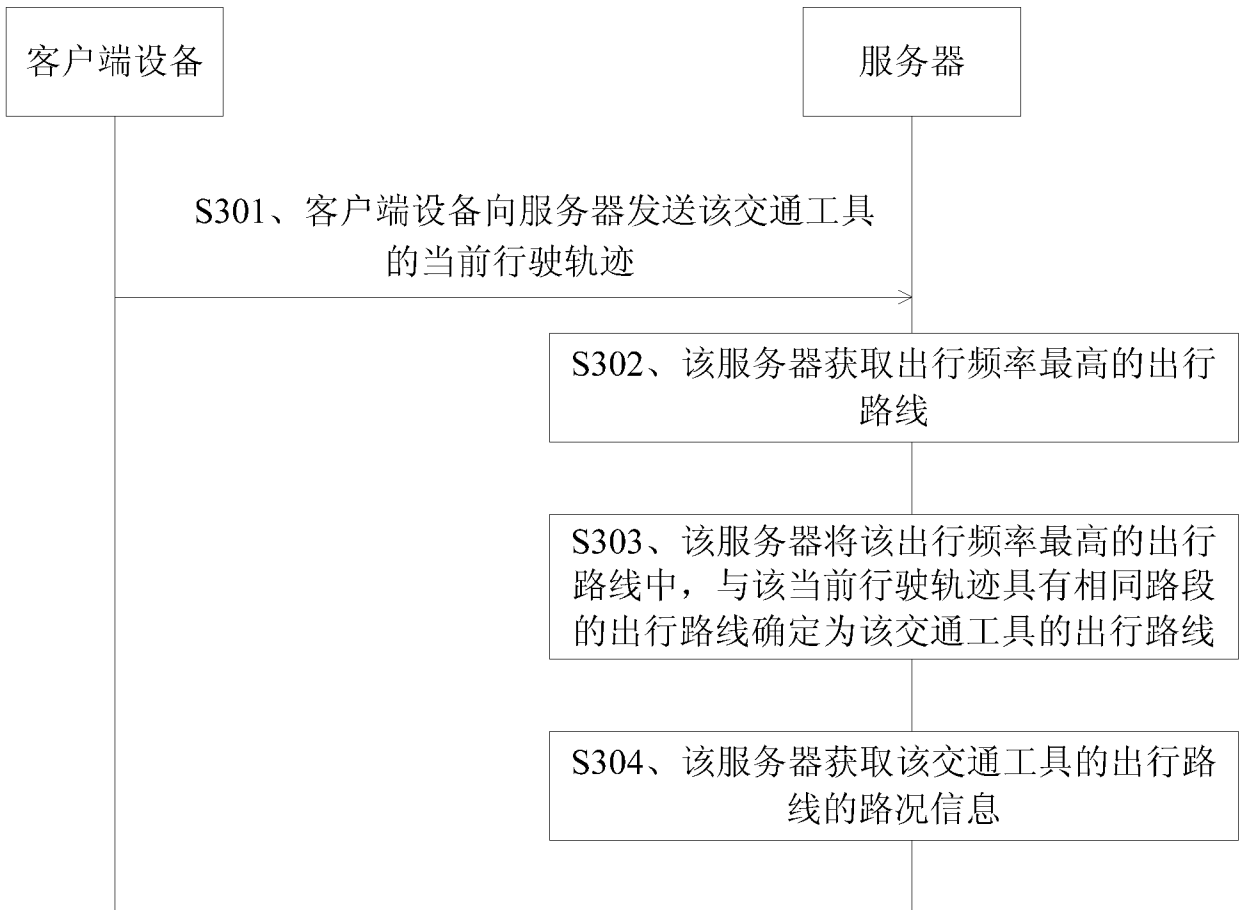 客户端设备
服务器
S301、客户端设备向服务器发送该交通工具
的当前行驶轨迹
S302、该服务器获取出行频率最高的出行
路线
S303、该服务器将该出行频率最高的出行
路线中，与该当前行驶轨迹具有相同路段
的出行路线确定为该交通工具的出行路线
S304、该服务器获取该交通工具的出行路
线的路况信息